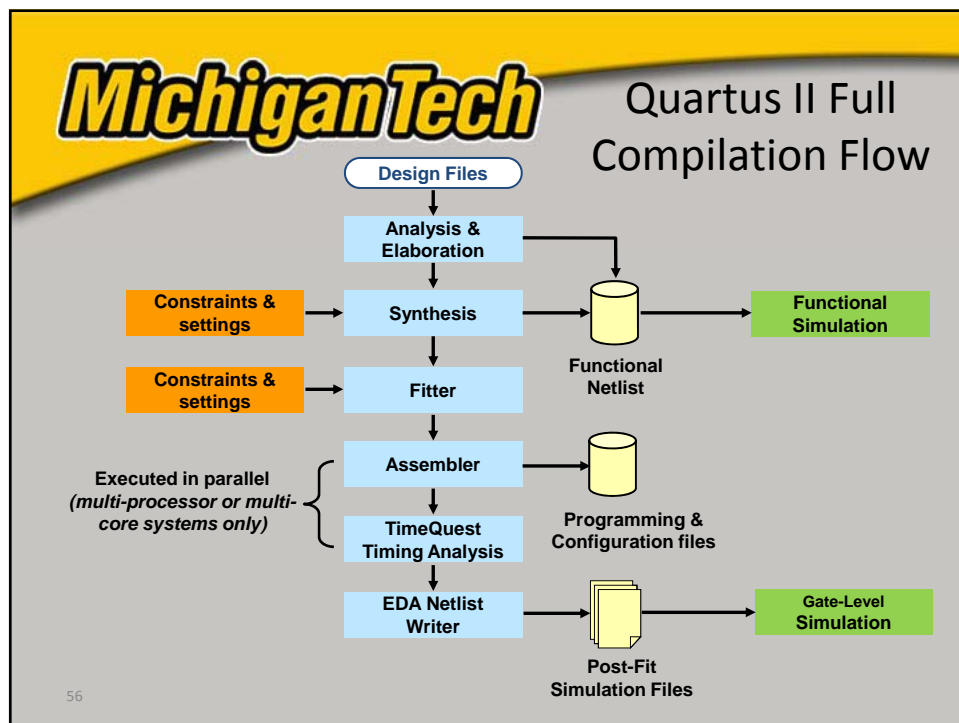 Michigan Tech
Quartus II Full
Compilation Flow
Design Files
Analysis &
Elaboration
Constraints &
settings
Synthesis
Functional
Netlist
Functional
Simulation
Constraints &
settings
Fitter
Executed in parallel
(multi-processor or multi-
core systems only)
Assembler
Programming &
Configuration files
TimeQuest
Timing Analysis
EDA Netlist
Writer
Post-Fit
Simulation Files
Gate-Level
Simulation
56